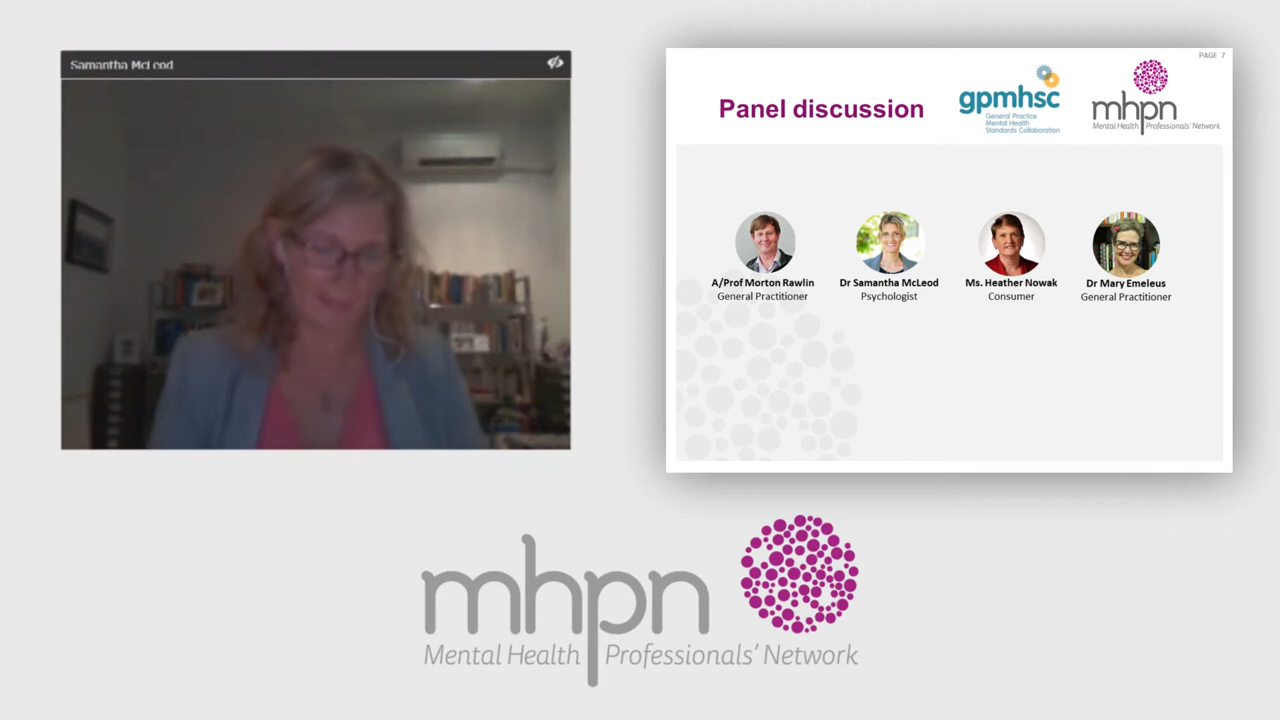 Samantha McLeod
PAGE 7
Panel discussion
gpmhsc
General Practice
Mental Health
Standards Collaboration
mhpn
Mental Health Professionals' Network
A/Prof Morton Rawlin
General Practitioner
Dr Samantha McLeod
Psychologist
Ms. Heather Nowak
Consumer
Dr Mary Emeleus
General Practitioner
mhpn
Mental Health Professionals' Network